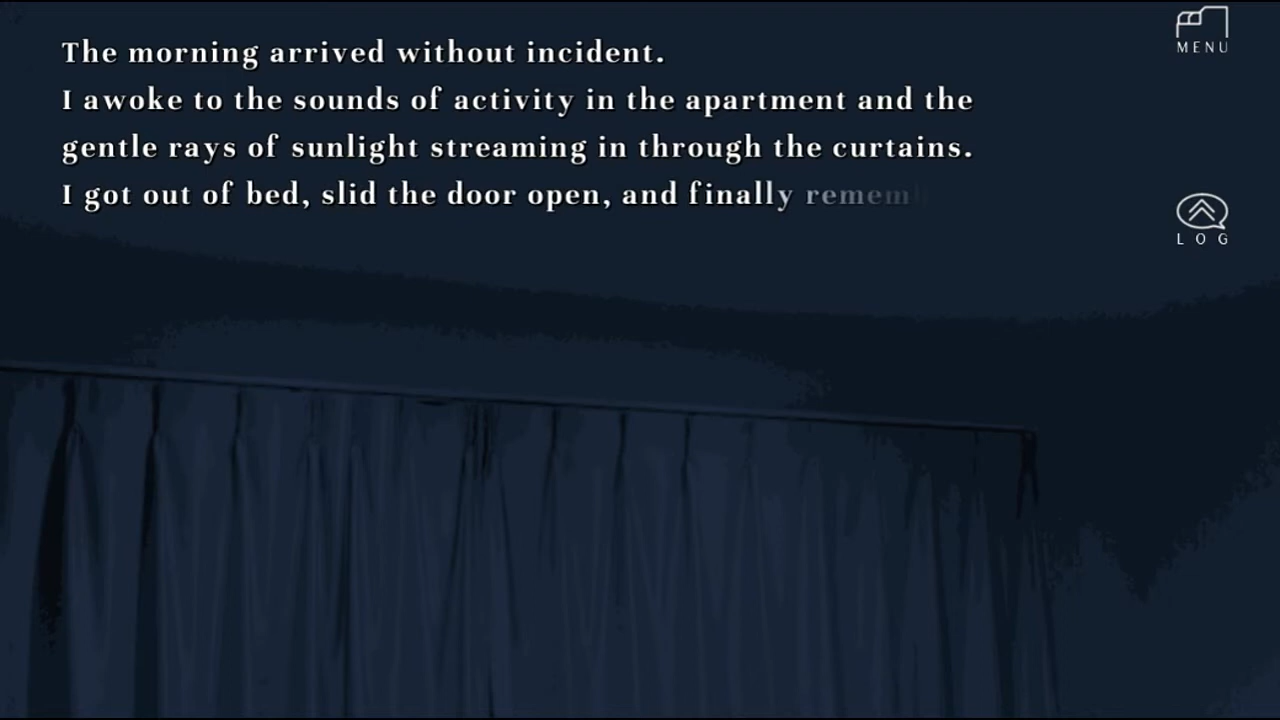 The morning arrived without incident.
I awoke to the sounds of activity in the apartment and the
gentle rays of sunlight streaming in through the curtains.
I got out of bed, slid the door open, and finally
MENU
LOG